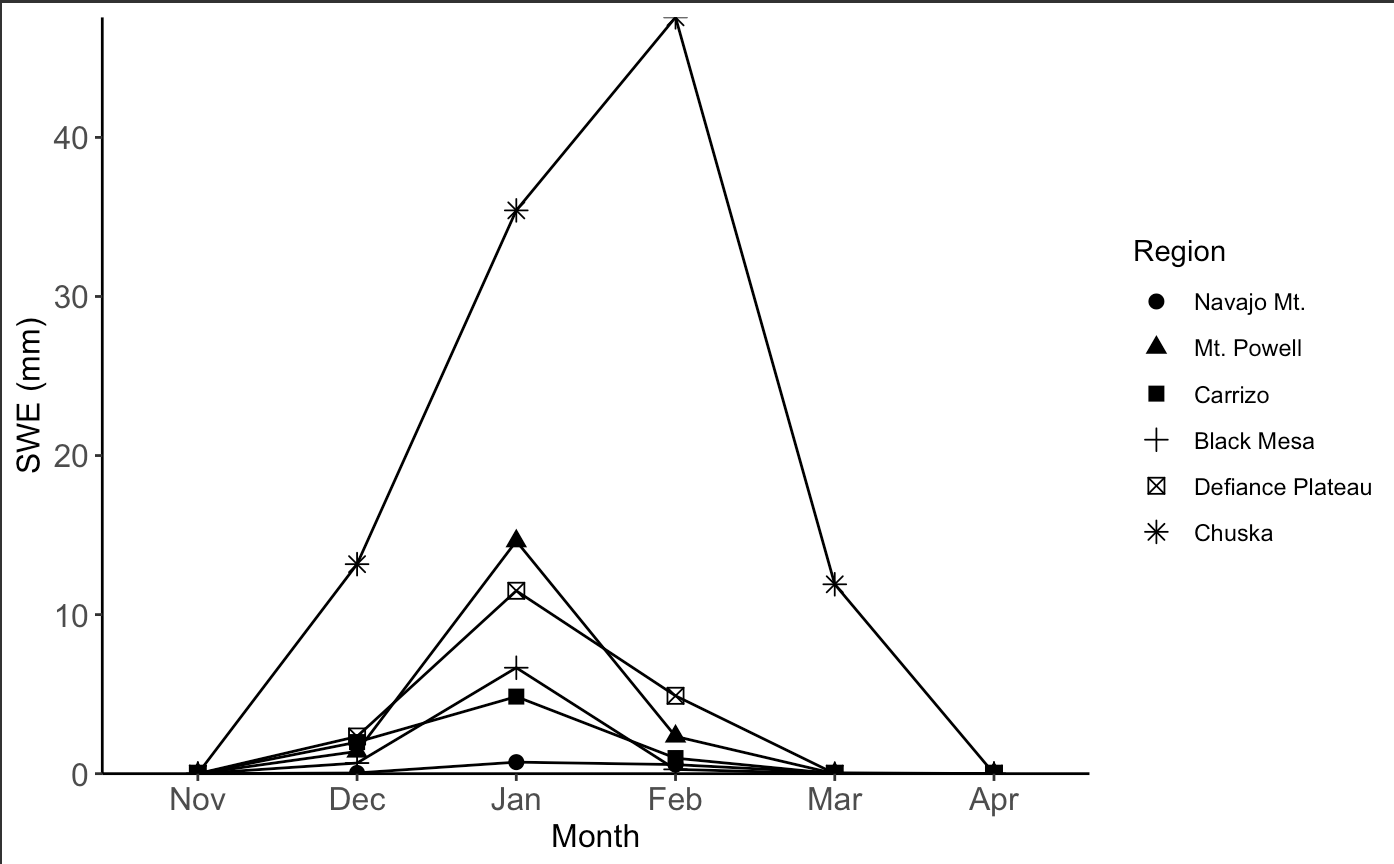 SWE (mm)
40
30
20
10
0
Nov Dec Jan Feb Mar Apr
Month
Region
Navajo Mt.
Mt. Powell
Carrizo
Black Mesa
Defiance Plateau
Chuska